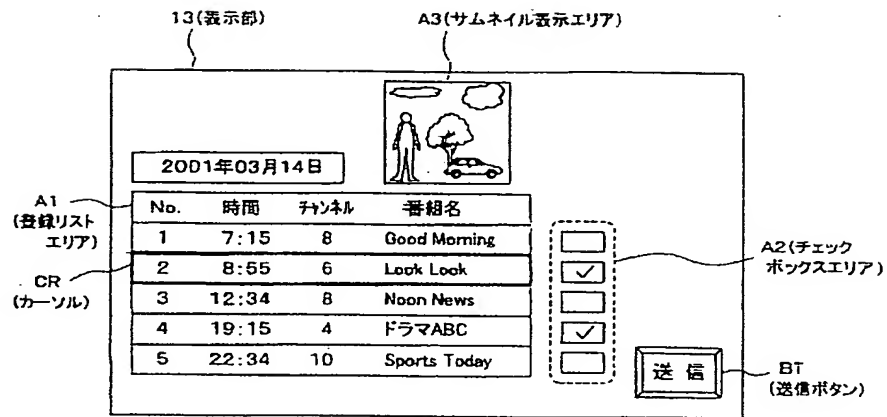 13(表示部)
A3(サムネイル表示エリア)
2001年03月14日
A1
(登録リスト
エリア)
No. 時間 チャンネル 番組名
1 7:15 8 Good Morning
2 8:55 6 Look Look
3 12:34 8 Noon News
4 19:15 4 ドラマABC
5 22:34 10 Sports Today
CR
(カーソル)
A2(チェック
ボックスエリア)
送信
BT
(送信ボタン)